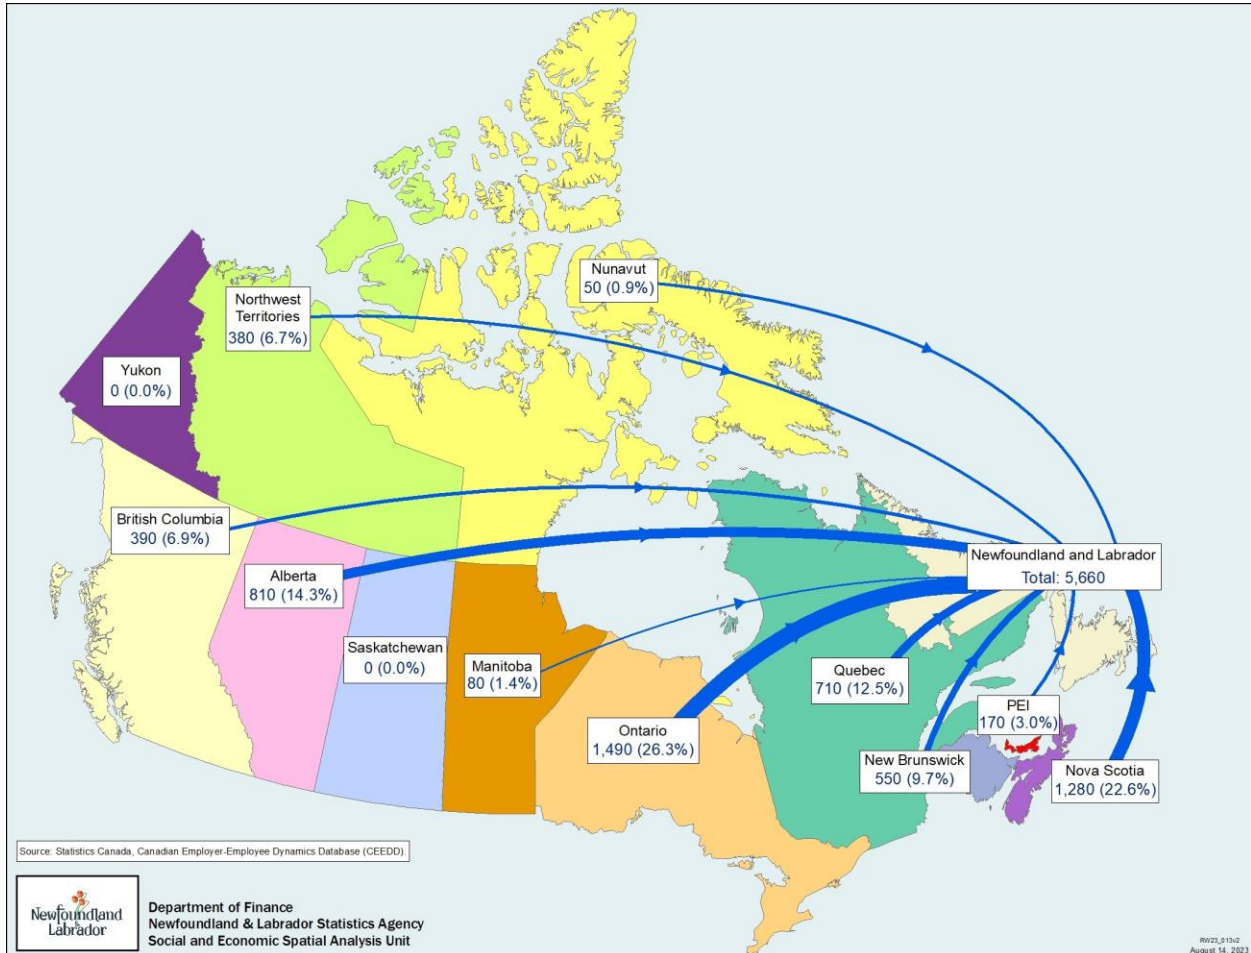 Nunavut
50 (0.9%)
Northwest
Territories
380 (6.7%)
Yukon
0 (0.0%)
British Columbia
390 (6.9%)
Alberta
810 (14.3%)
Saskatchewan
0 (0.0%)
Manitoba
80 (1.4%)
Ontario
1,490 (26.3%)
Quebec
710 (12.5%)
Newfoundland and Labrador
Total: 5,660
PEI
170 (3.0%)
New Brunswick
550 (9.7%)
Nova Scotia
1,280 (22.6%)
Source: Statistics Canada, Canadian Employer-Employee Dynamics Database (CEEDD).
Newfoundland
Labrador
Department of Finance
Newfoundland & Labrador Statistics Agency
Social and Economic Spatial Analysis Unit
RW23_013v2
August 14, 2023